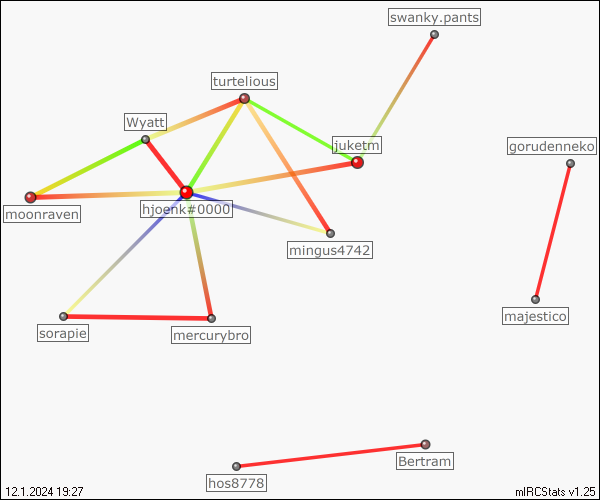 swanky.pants
turtelious
Wyatt
juketm
gorudenneko
moonraven
hjoenk#0000
mingus4742
majestico
sorapie
mercurybro
Bertram
hos8778
12.1.2024 19:27
mIRCStats v1.25